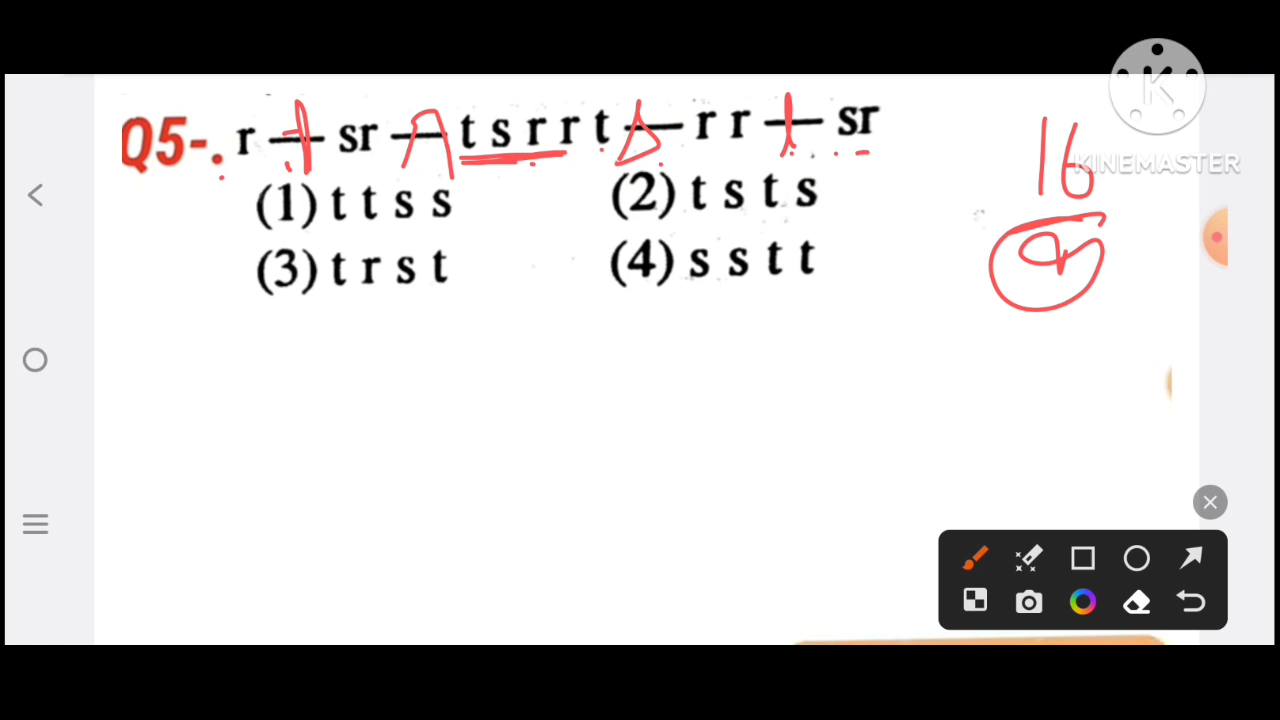 Q5-. r — sr — t s r r t — r r — sr
(1) t t s s (2) t s t s
(3) t r s t (4) s s t t
16
K
KINEMASTER